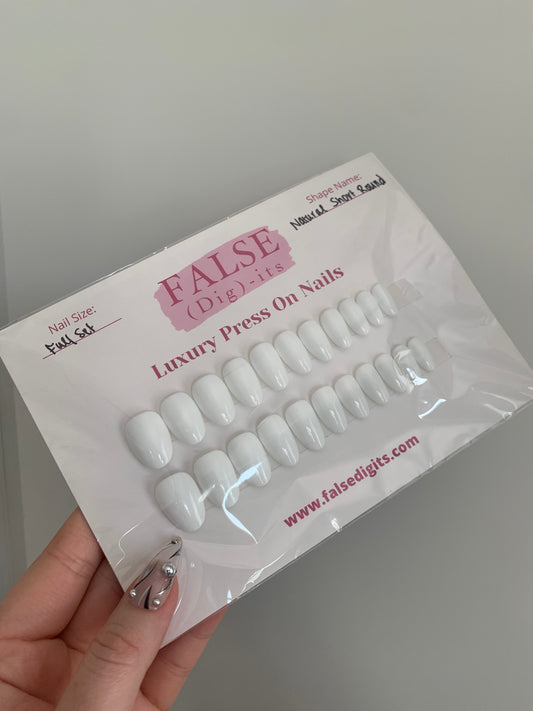 Nail Size:
Full Set
Shape Name:
Natural Short Round
FALSE
(Dig)-its
Luxury Press On Nails
www.falsedigits.com